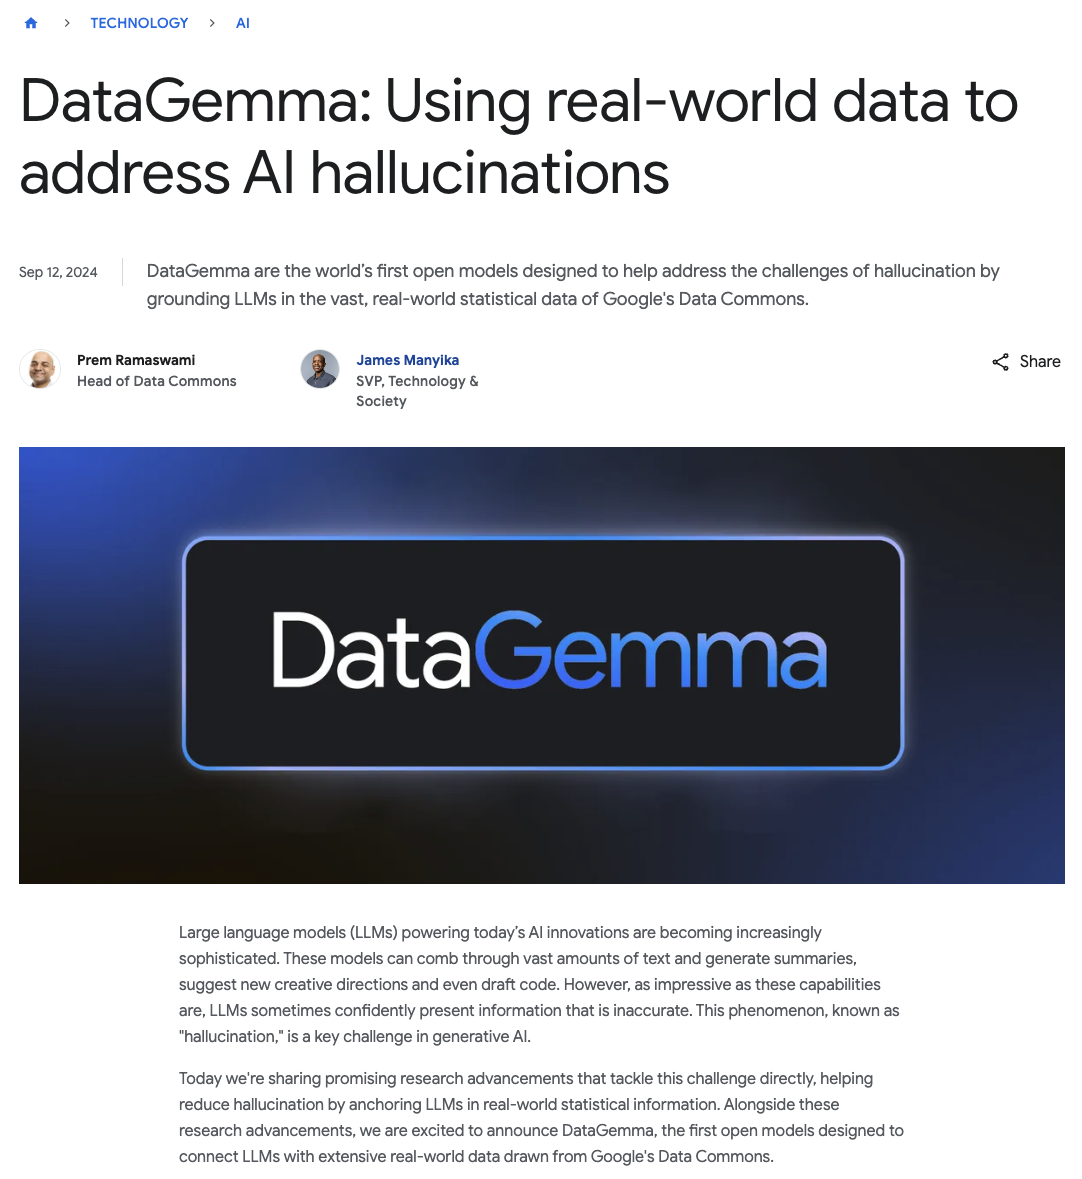 TECHNOLOGY > AI
DataGemma: Using real-world data to
address AI hallucinations
Sep 12, 2024
DataGemma are the world's first open models designed to help address the challenges of hallucination by
grounding LLMs in the vast, real-world statistical data of Google's Data Commons.
Prem Ramaswami
Head of Data Commons
James Manyika
SVP, Technology &
Society
Share
DataGemma
Large language models (LLMs) powering today's AI innovations are becoming increasingly
sophisticated. These models can comb through vast amounts of text and generate summaries,
suggest new creative directions and even draft code. However, as impressive as these capabilities
are, LLMs sometimes confidently present information that is inaccurate. This phenomenon, known as
"hallucination," is a key challenge in generative AI.
Today we're sharing promising research advancements that tackle this challenge directly, helping
reduce hallucination by anchoring LLMs in real-world statistical information. Alongside these
research advancements, we are excited to announce DataGemma, the first open models designed to
connect LLMs with extensive real-world data drawn from Google's Data Commons.